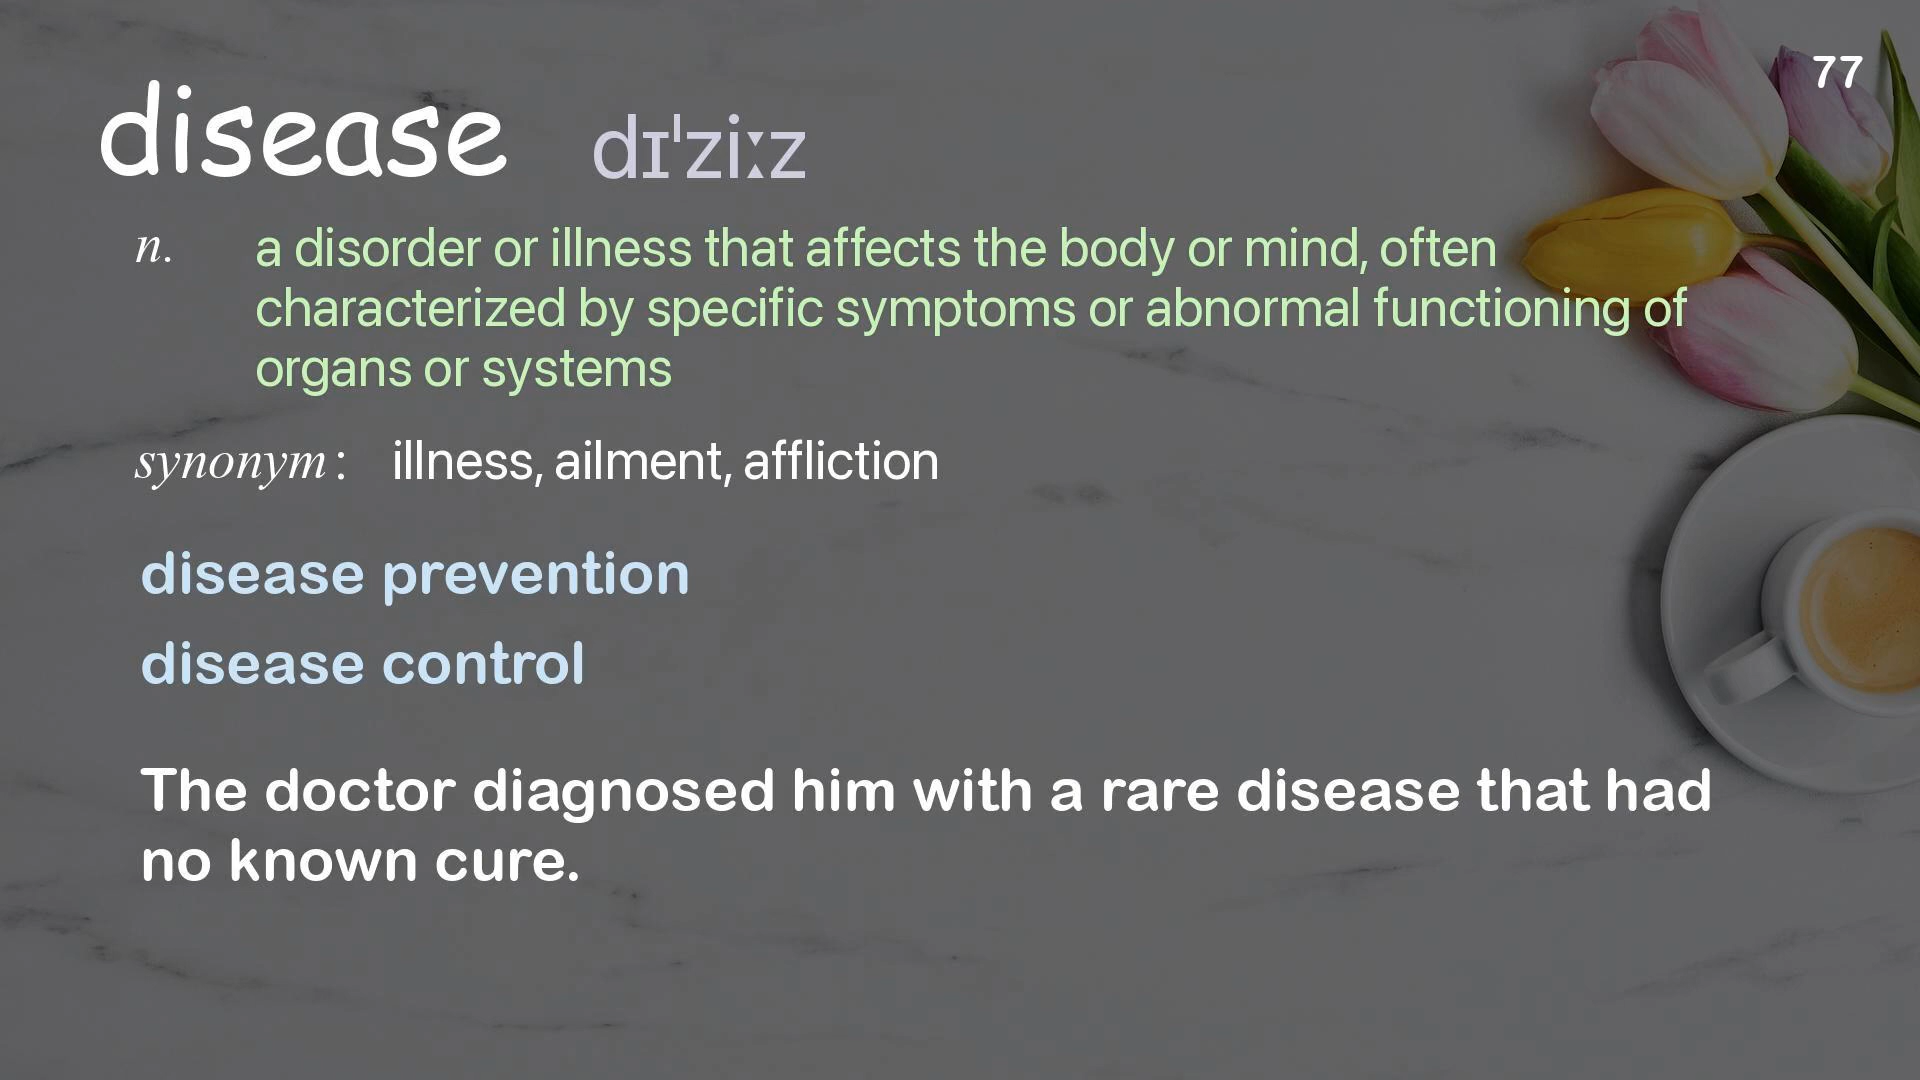 77
disease dɪˈziːz
n. a disorder or illness that affects the body or mind, often
characterized by specific symptoms or abnormal functioning of
organs or systems
synonym: illness, ailment, affliction
disease prevention
disease control
The doctor diagnosed him with a rare disease that had
no known cure.